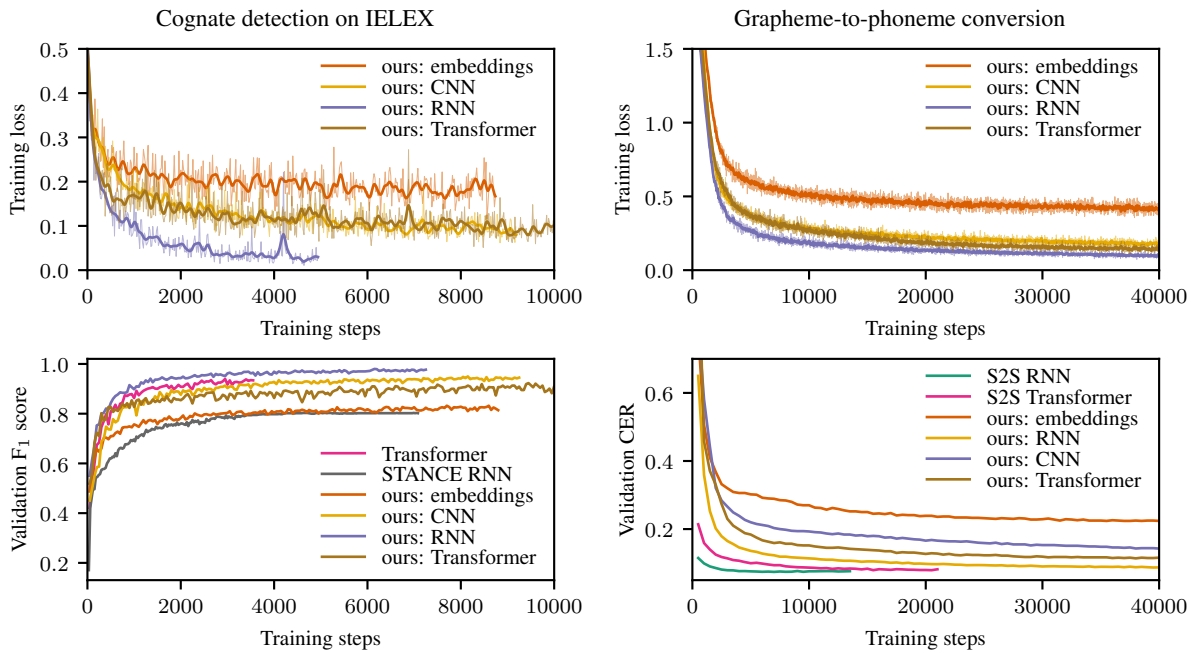 Cognate detection on IELEX
0.5
0.4
0.3
0.2
0.1
0.0
Training loss
ours: embeddings
ours: CNN
ours: RNN
ours: Transformer
0
2000
4000
6000
8000
10000
Training steps
Grapheme-to-phoneme conversion
1.5
1.0
0.5
0.0
Training loss
ours: embeddings
ours: CNN
ours: RNN
ours: Transformer
0
10000
20000
30000
40000
Training steps
1.0
0.8
0.6
0.4
0.2
Validation F₁ score
Transformer
STANCE RNN
ours: embeddings
ours: CNN
ours: RNN
ours: Transformer
0
2000
4000
6000
8000
10000
Training steps
0.6
0.4
0.2
Validation CER
S2S RNN
S2S Transformer
ours: embeddings
ours: RNN
ours: CNN
ours: Transformer
0
10000
20000
30000
40000
Training steps